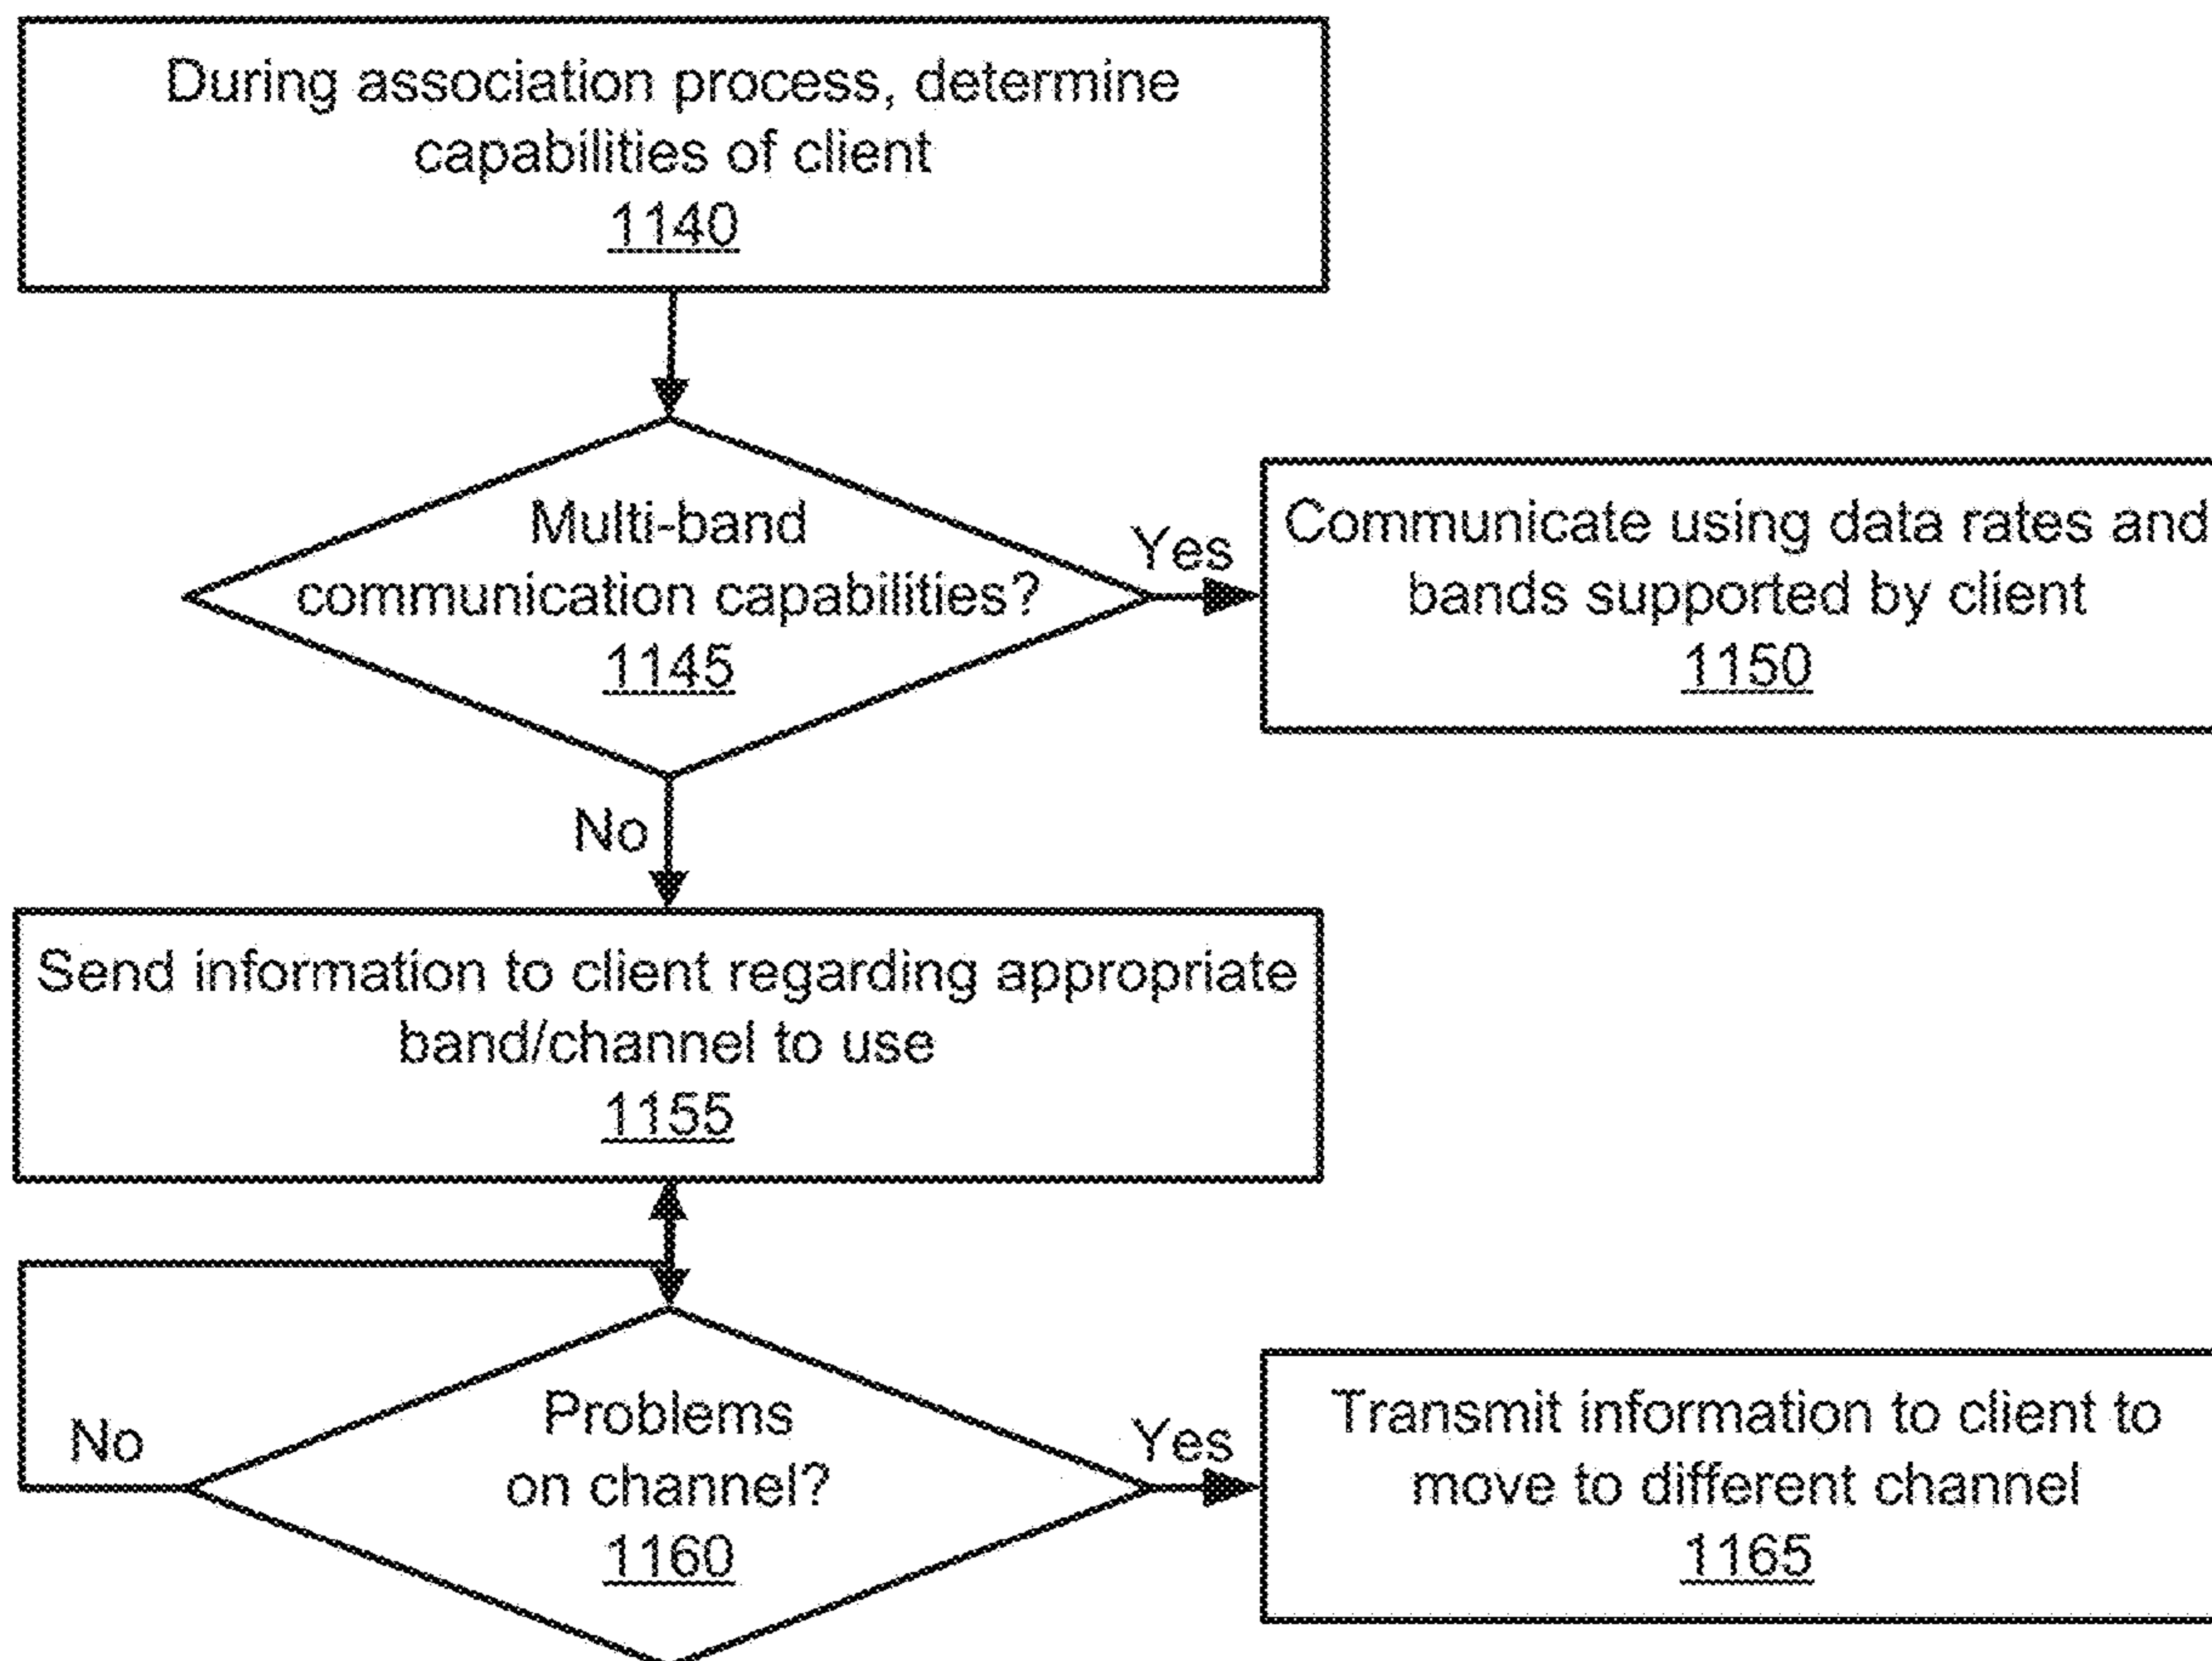 During association process, determine
capabilities of client
1140
Multi-band
communication capabilities?
1145
Yes
Communicate using data rates and
bands supported by client
1150
No
Send information to client regarding appropriate
band/channel to use
1155
No
Problems
on channel?
1160
Yes
Transmit information to client to
move to different channel
1165